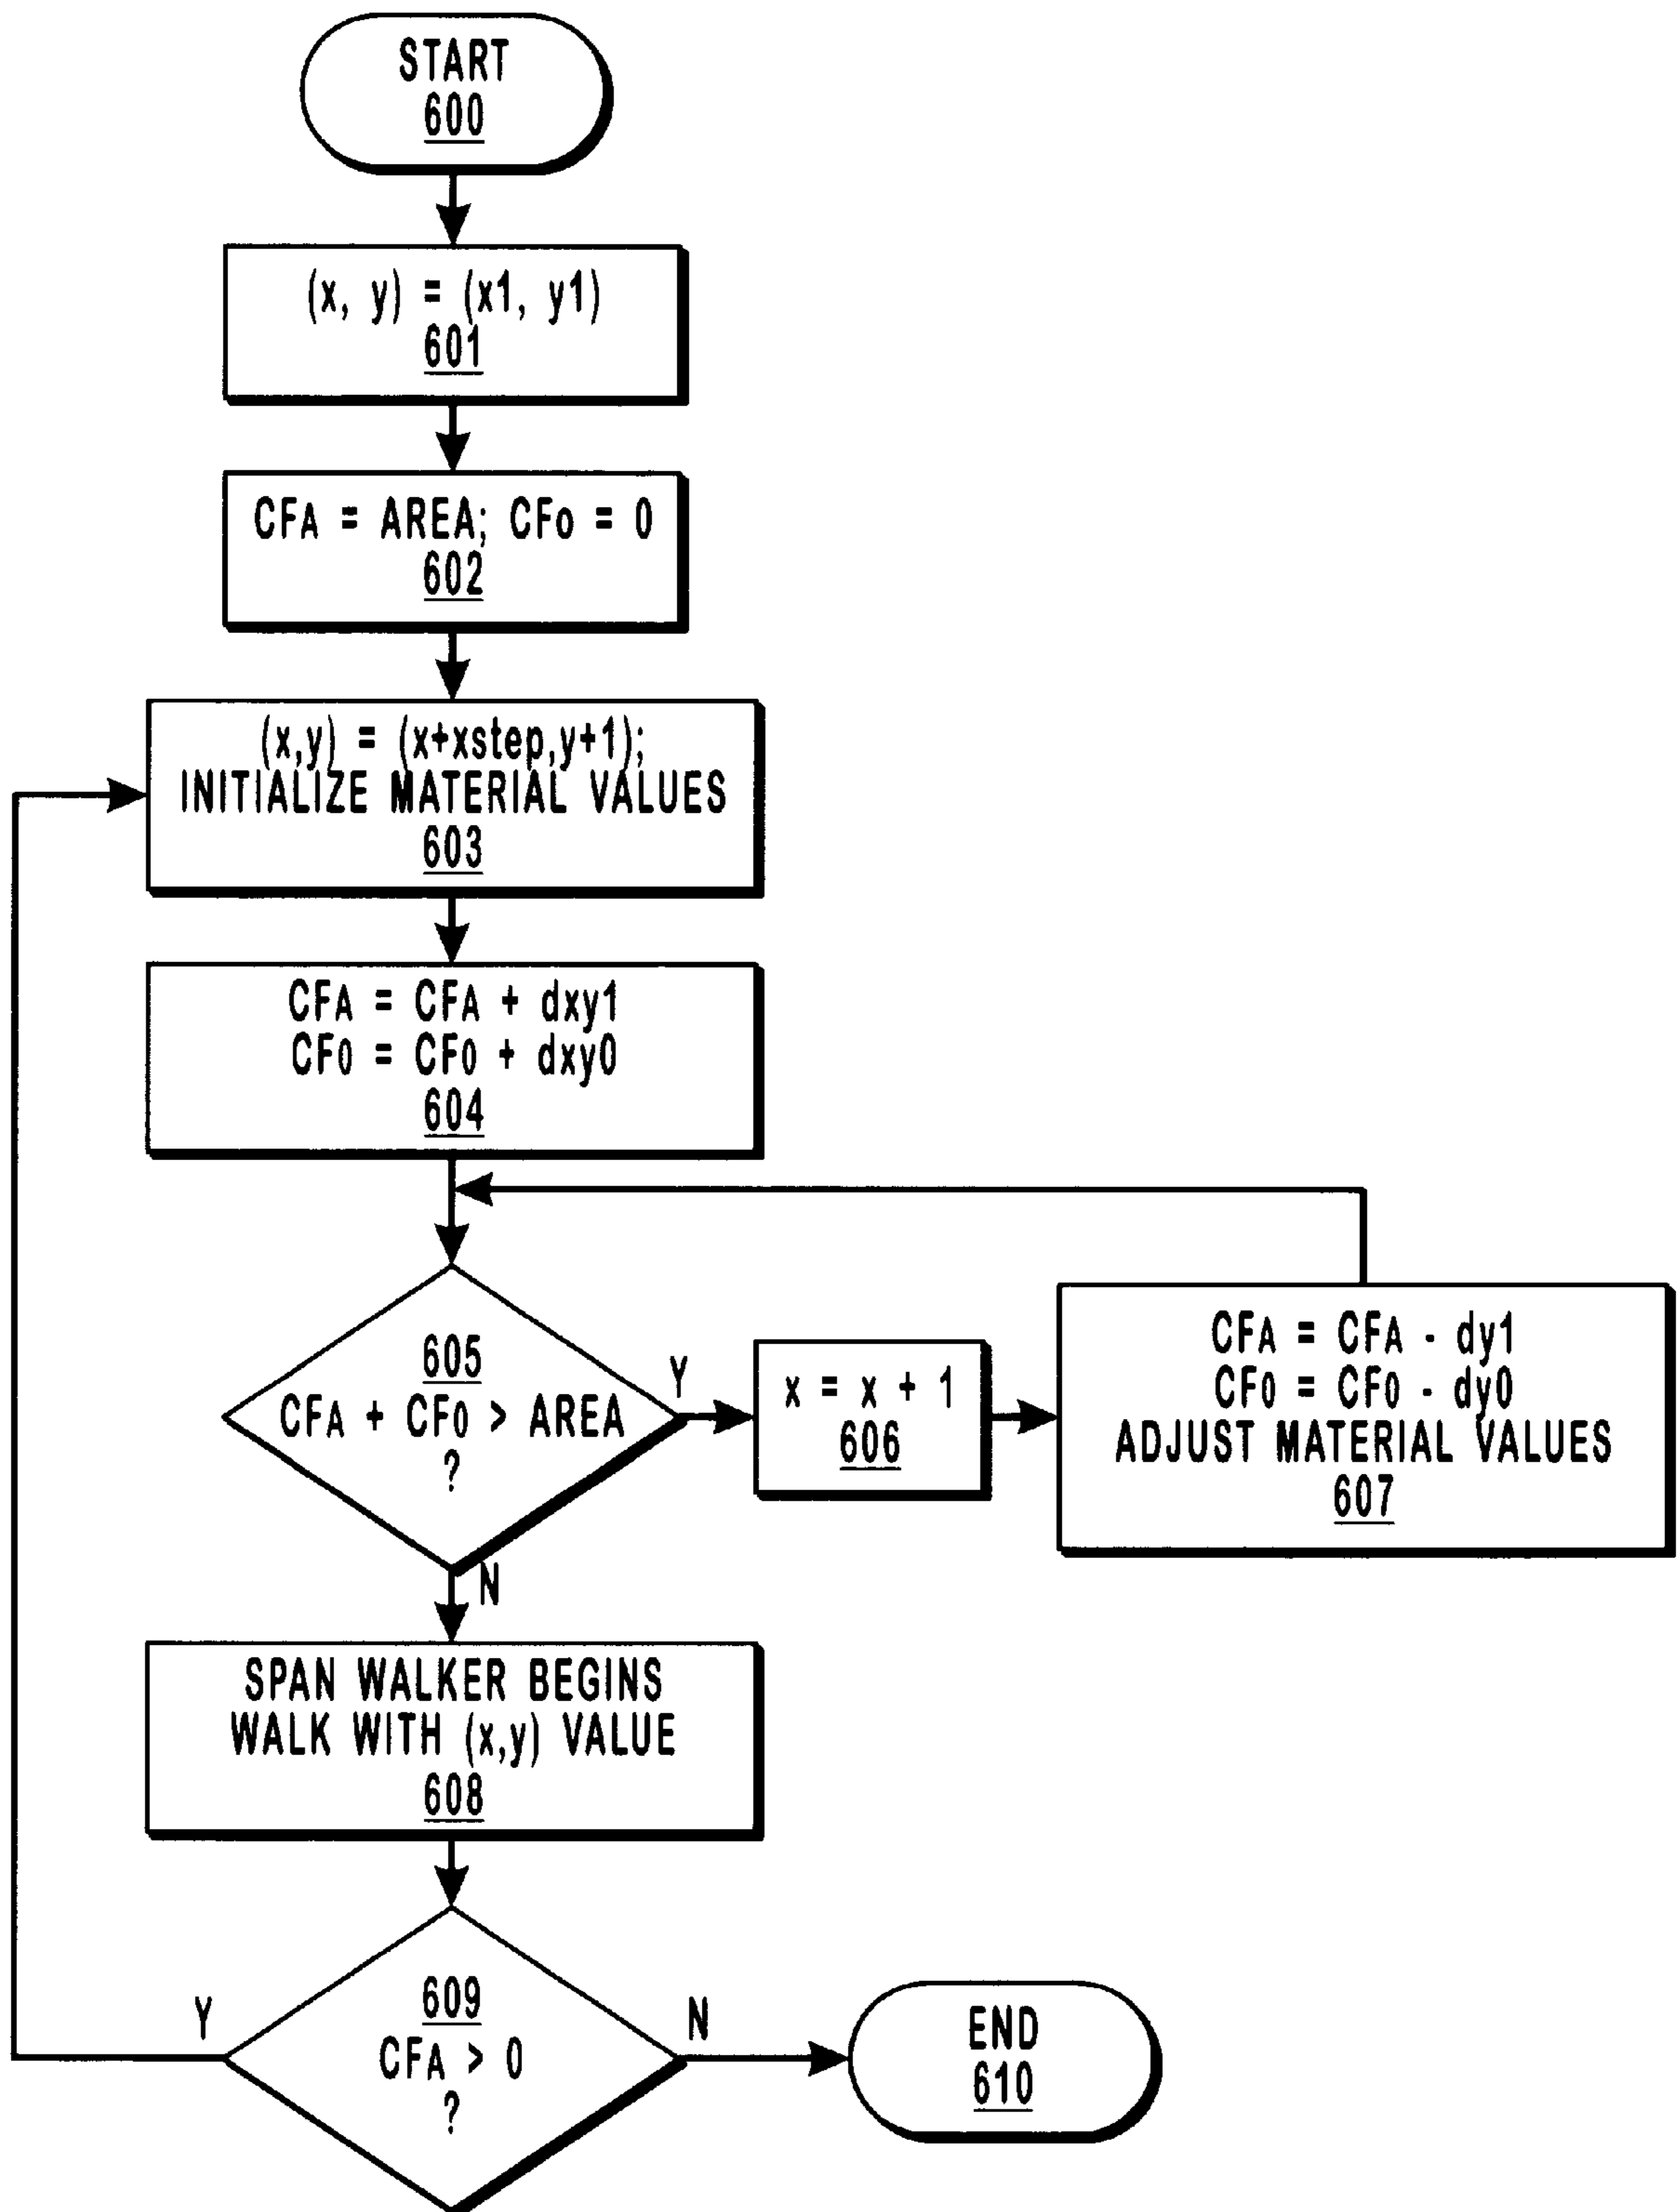 START
600
(x, y) = (x1, y1)
601
CFA = AREA; CFo = 0
602
(x,y) = (x+xstep,y+1);
INITIALIZE MATERIAL VALUES
603
CFA = CFA + dxy1
CF0 = CF0 + dxy0
604
605
CFA + CF0 > AREA
?
Y
x = x + 1
606
CFA = CFA - dy1
CF0 = CF0 - dy0
ADJUST MATERIAL VALUES
607
N
SPAN WALKER BEGINS
WALK WITH (x,y) VALUE
608
609
CFA > 0
?
Y
N
END
610